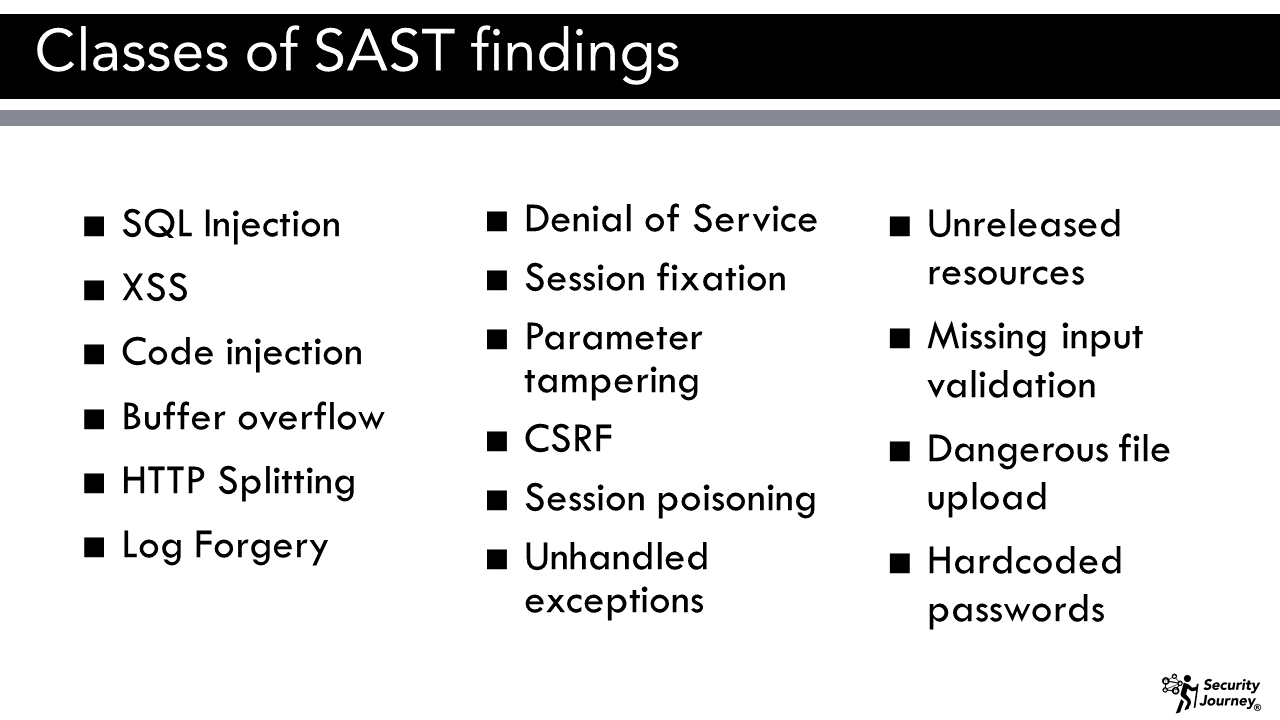 Classes of SAST findings
■ SQL Injection
■ XSS
■ Code injection
■ Buffer overflow
■ HTTP Splitting
■ Log Forgery
■ Denial of Service
■ Session fixation
■ Parameter
tampering
■ CSRF
■ Session poisoning
■ Unhandled
exceptions
■ Unreleased
resources
■ Missing input
validation
■ Dangerous file
upload
■ Hardcoded
passwords
Security
Journey®